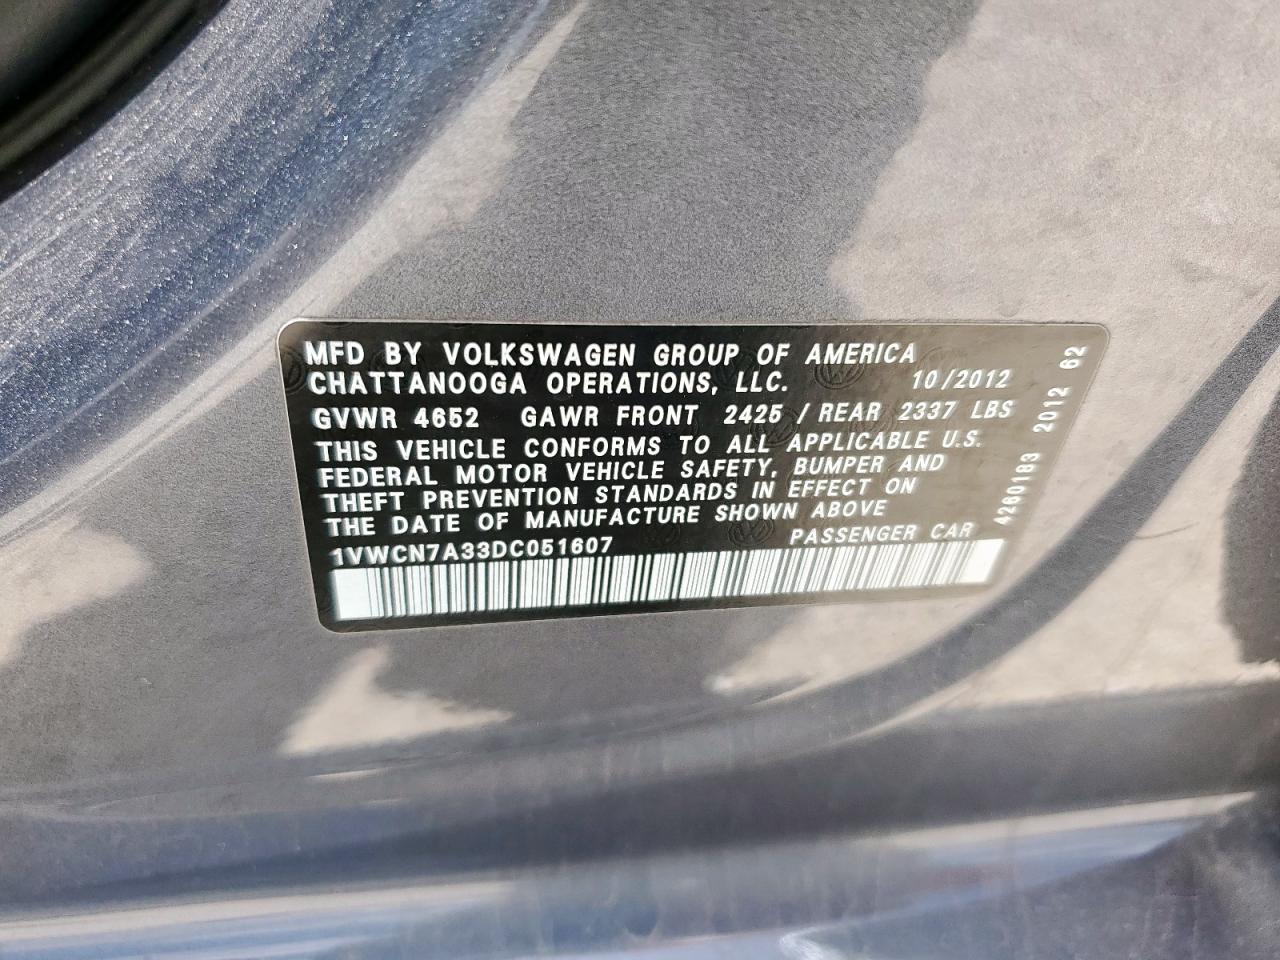 MFD BY VOLKSWAGEN GROUP OF AMERICA
CHATTANOOGA OPERATIONS, LLC. 10/2012
GVWR 4652 GAWR FRONT 2425 / REAR 2337 LBS
THIS VEHICLE CONFORMS TO ALL APPLICABLE U.S.
FEDERAL MOTOR VEHICLE SAFETY, BUMPER AND
THEFT PREVENTION STANDARDS IN EFFECT ON
THE DATE OF MANUFACTURE SHOWN ABOVE
1VWCN7A33DC051607 PASSENGER CAR
4260183 2012 62